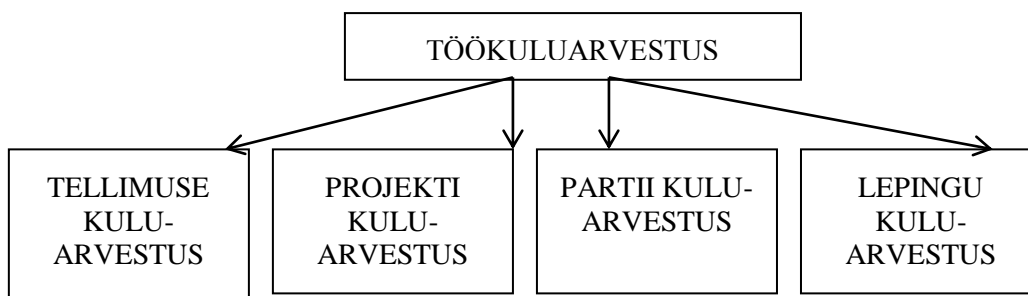 TÖÖKULUARVESTUS
TELLIMUSE
KULU-
ARVESTUS
PROJEKTI
KULU-
ARVESTUS
PARTII KULU-
ARVESTUS
LEPINGU
KULU-
ARVESTUS